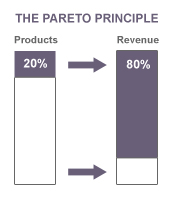 THE PARETO PRINCIPLE
Products Revenue
20% 80%